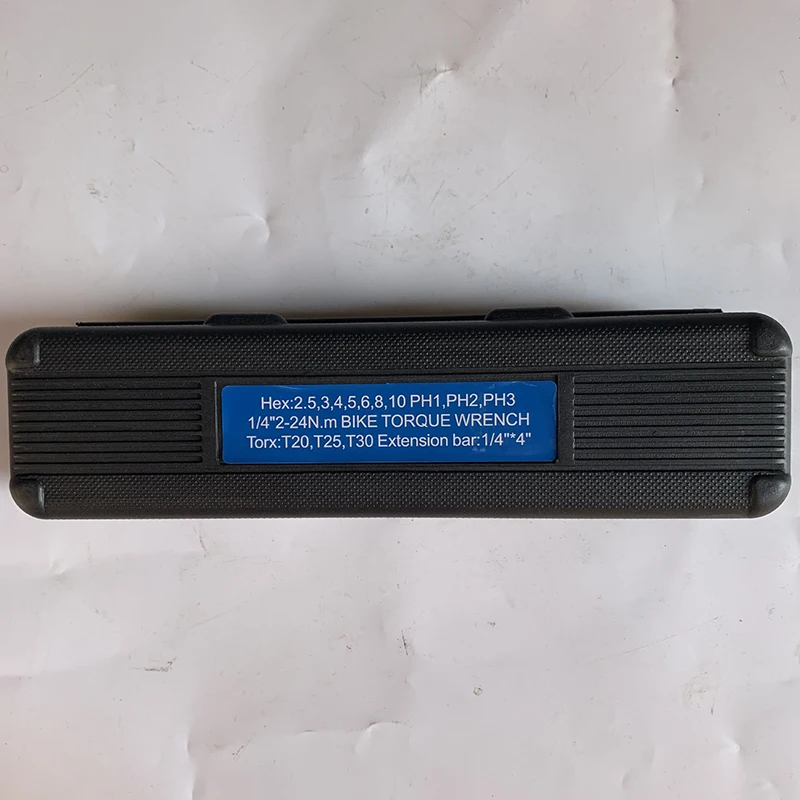 Hex:2.5,3,4,5,6,8,10 PH1,PH2,PH3
1/4"2-24N.m BIKE TORQUE WRENCH
Torx:T20,T25,T30 Extension bar:1/4"*4"